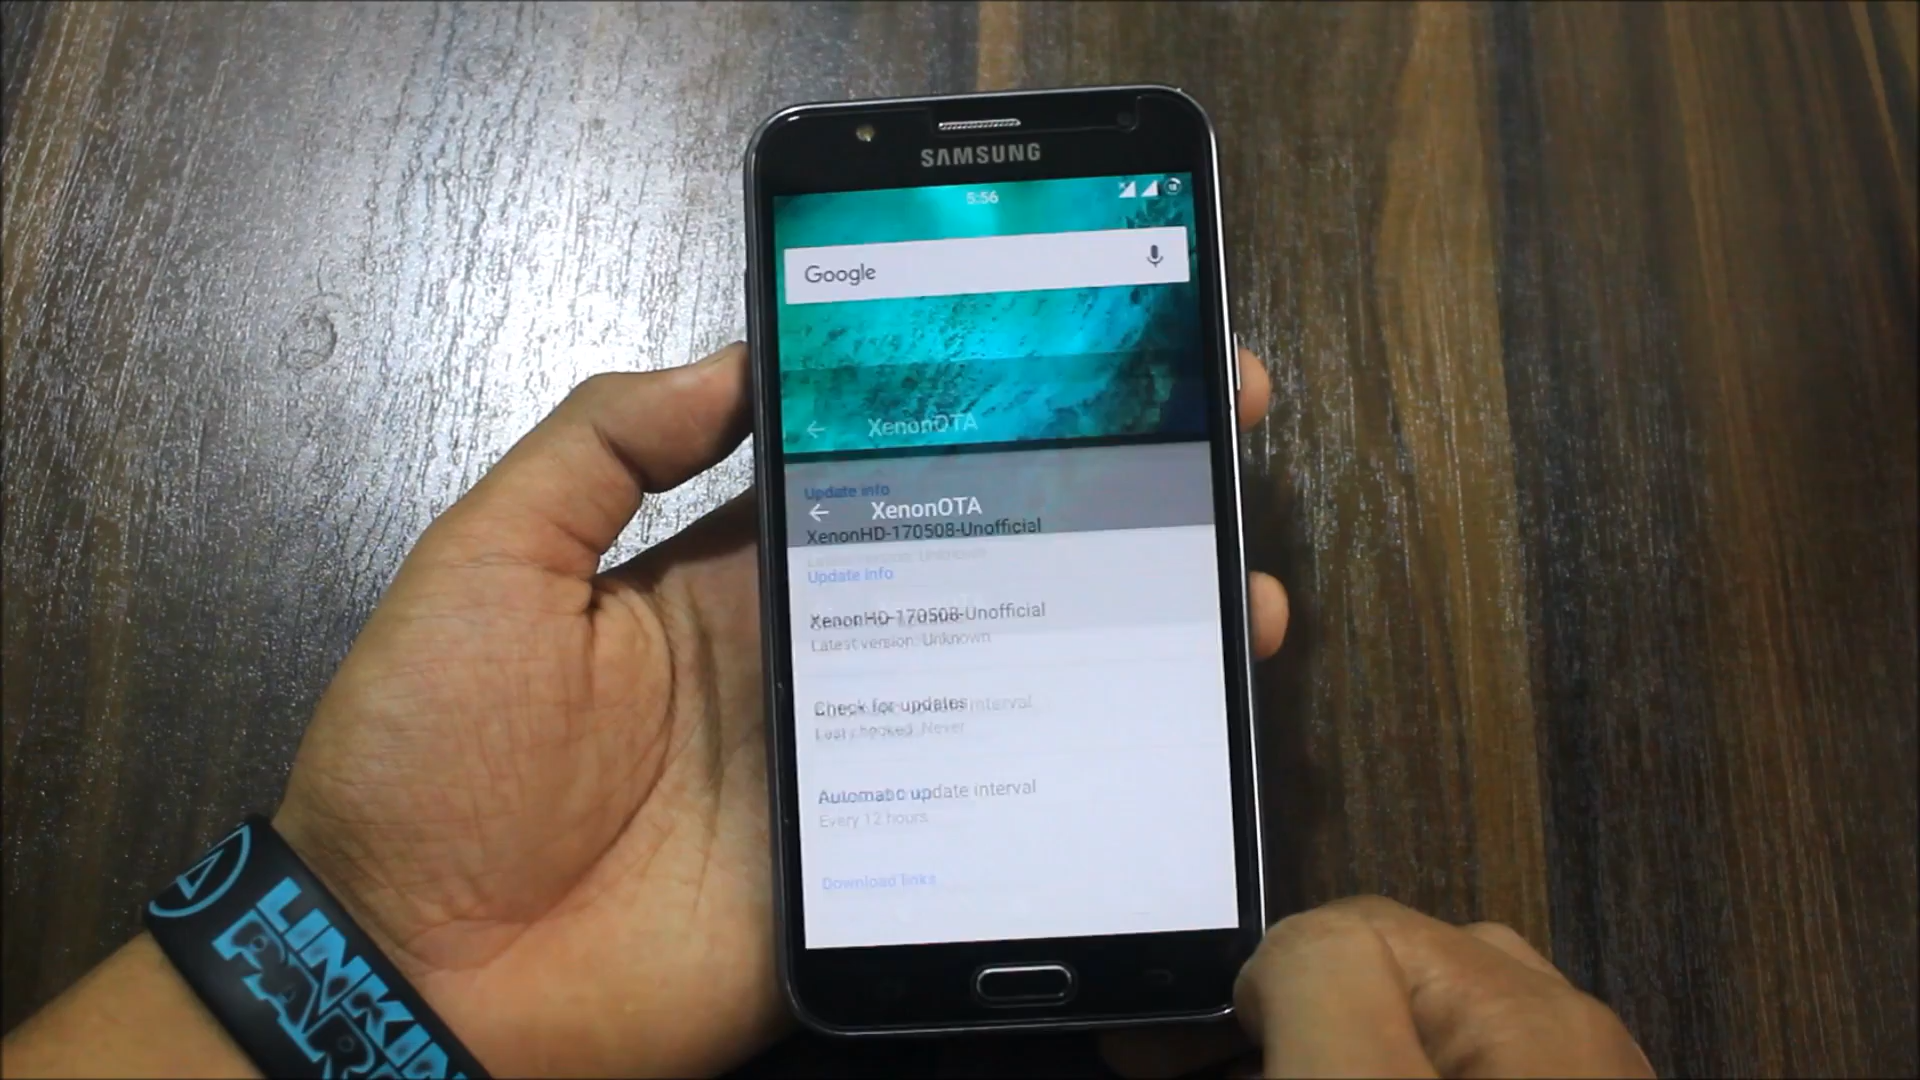 SAMSUNG
5:56
Google
XenonOTA
Update info
XenonOTA
XenonHD-170508-Unofficial
Latest version: Unknown
Update info
XenonHD-170508-Unofficial
Latest version: Unknown
Check for updates
interval
Last checked: Never
Automatic update interval
Every 12 hours
Download links
LINKIN
PARK